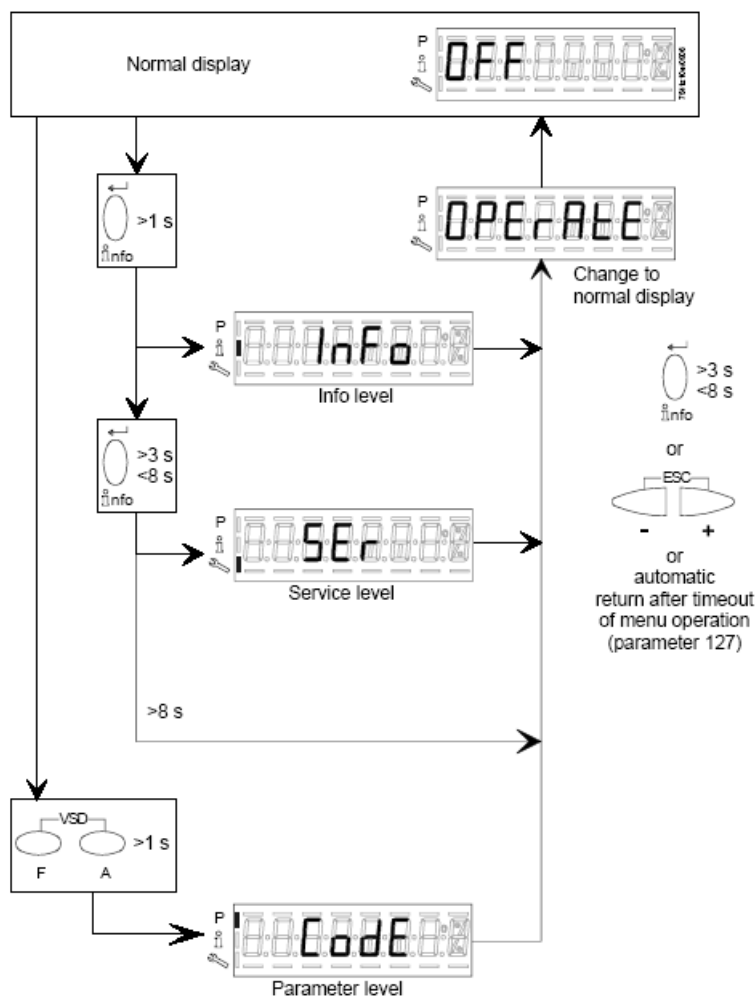 Normal display
P
OFF
>1 s
info
P
OPErAtE
Change to
normal display
P
InFo
Info level
>3 s
<8 s
info
>3 s
<8 s
info
or
ESC
- +
or
automatic
return after timeout
of menu operation
(parameter 127)
P
SEr
Service level
>8 s
VSD
>1 s
F A
P
CodE
Parameter level